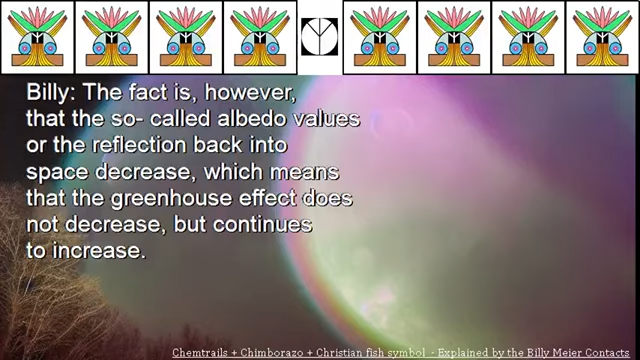 Billy: The fact is, however,
that the so- called albedo values
or the reflection back into
space decrease, which means
that the greenhouse effect does
not decrease, but continues
to increase.
Chemtrails + Chimborazo + Christian fish symbol - Explained by the Billy Meier Contacts